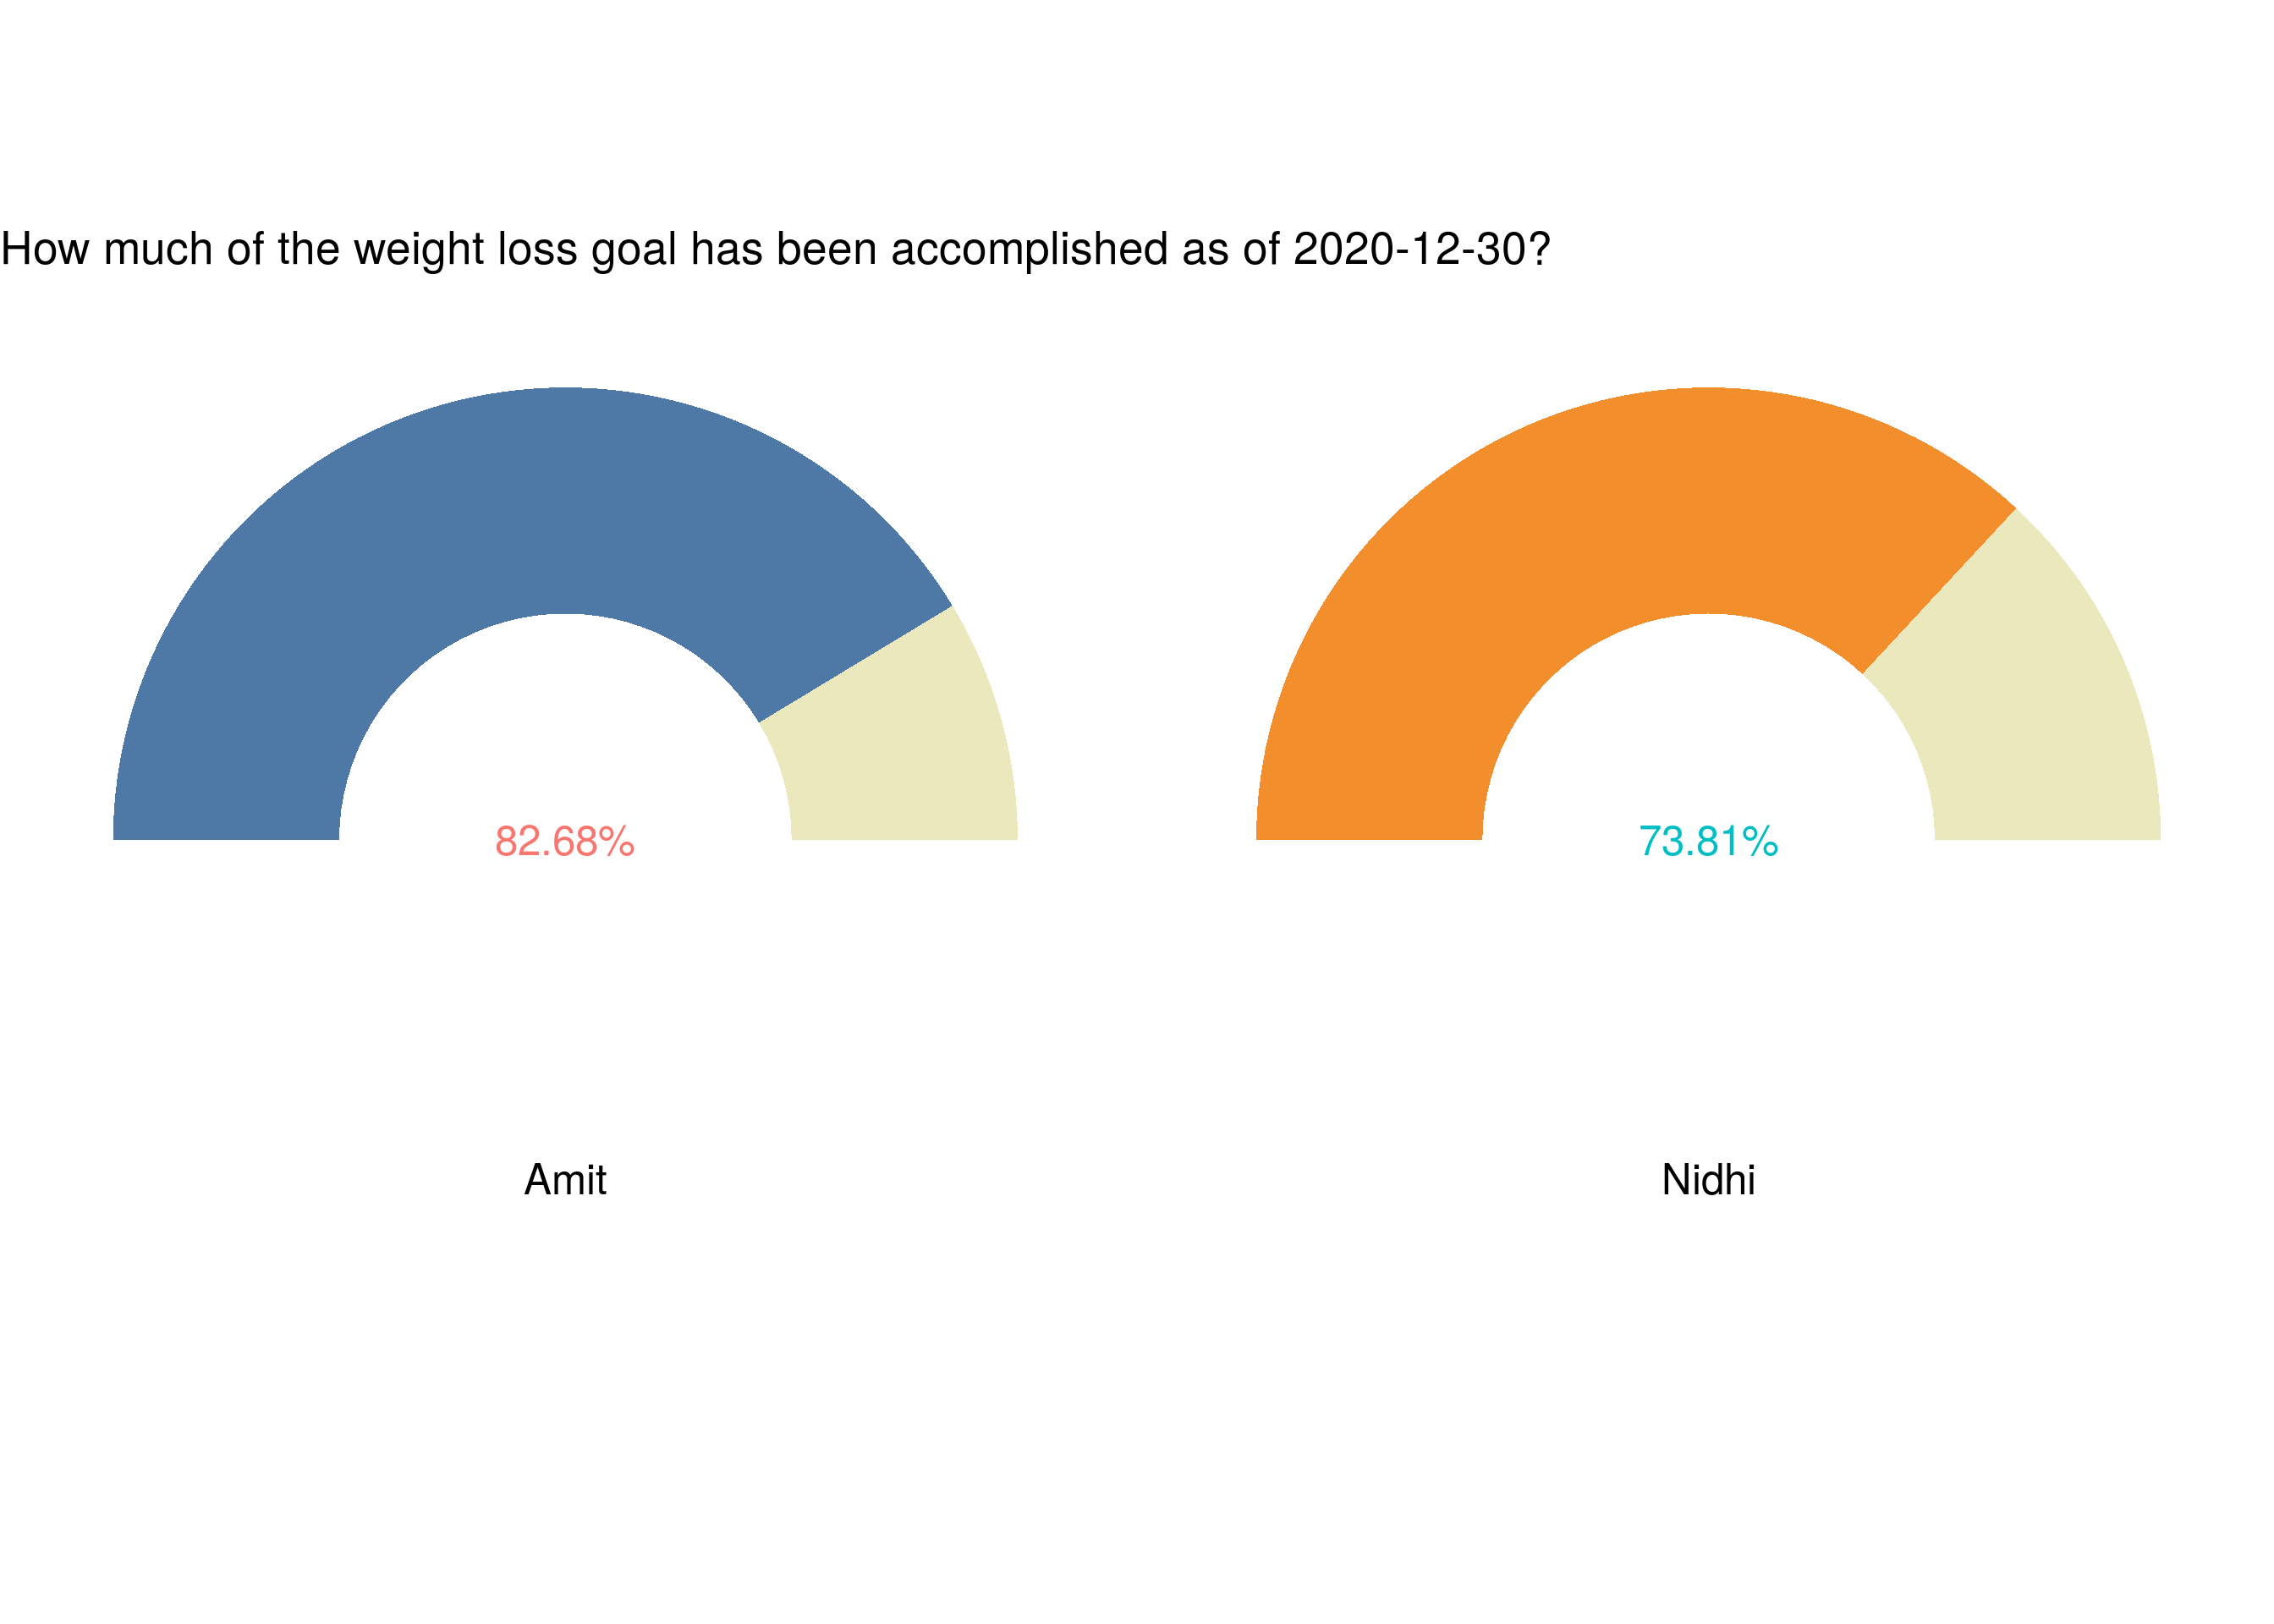 How much of the weight loss goal has been accomplished as of 2020-12-30?
82.68%
73.81%
Amit
Nidhi